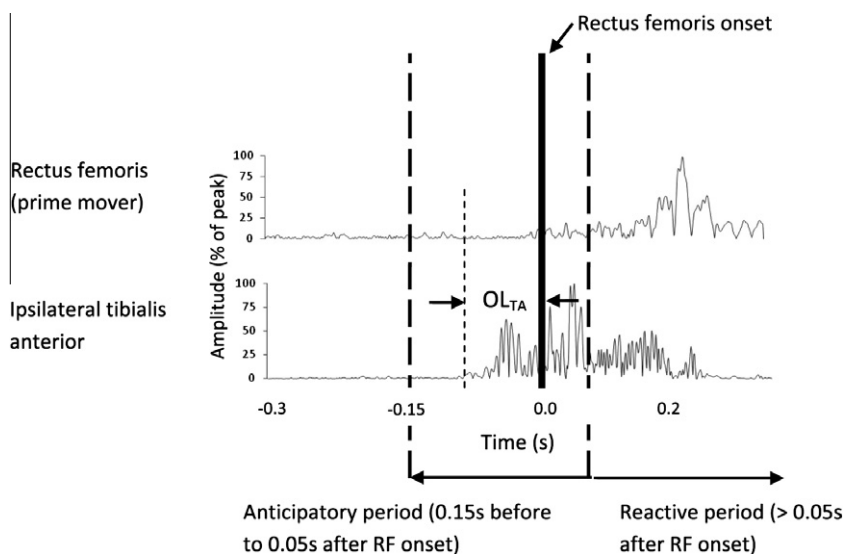 Rectus femoris onset
Rectus femoris
(prime mover)
Amplitude (% of peak)
100
75
50
25
0
Ipsilateral tibialis
anterior
OLTA
100
75
50
25
0
-0.3 -0.15 0.0 0.2
Time (s)
Anticipatory period (0.15s before
to 0.05s after RF onset)
Reactive period (> 0.05s
after RF onset)